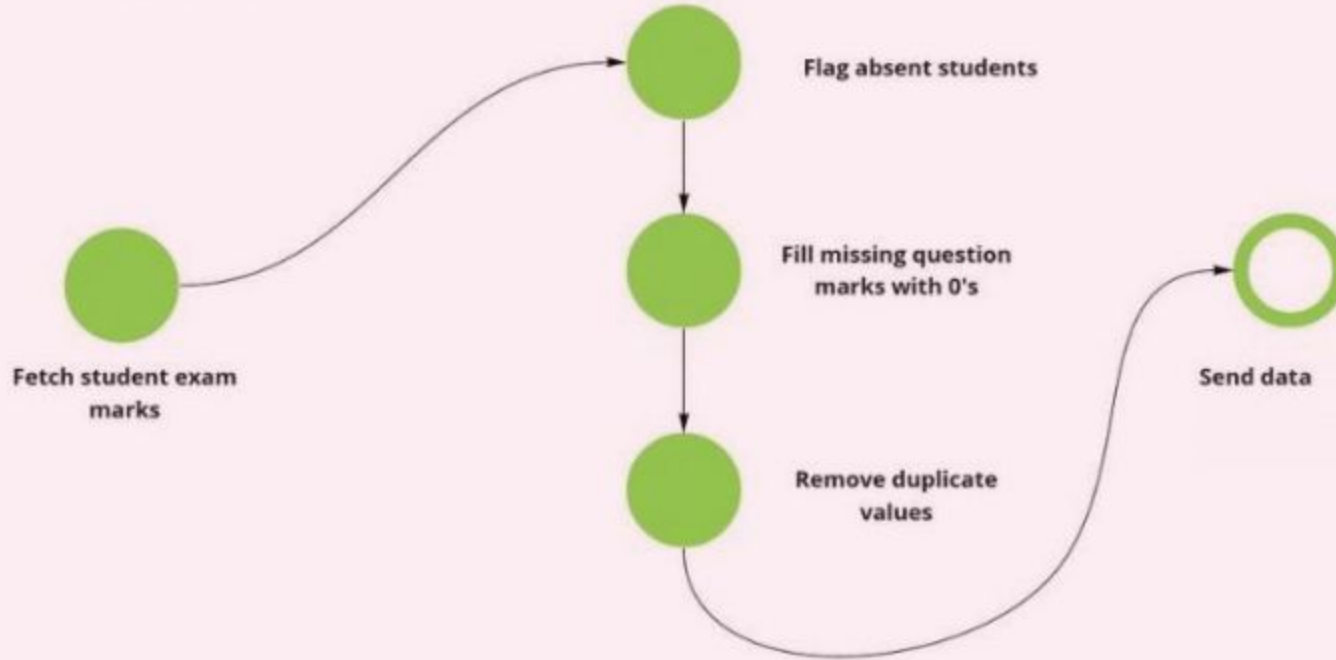 Flag absent students
Fill missing question
marks with 0's
Fetch student exam
marks
Send data
Remove duplicate
values